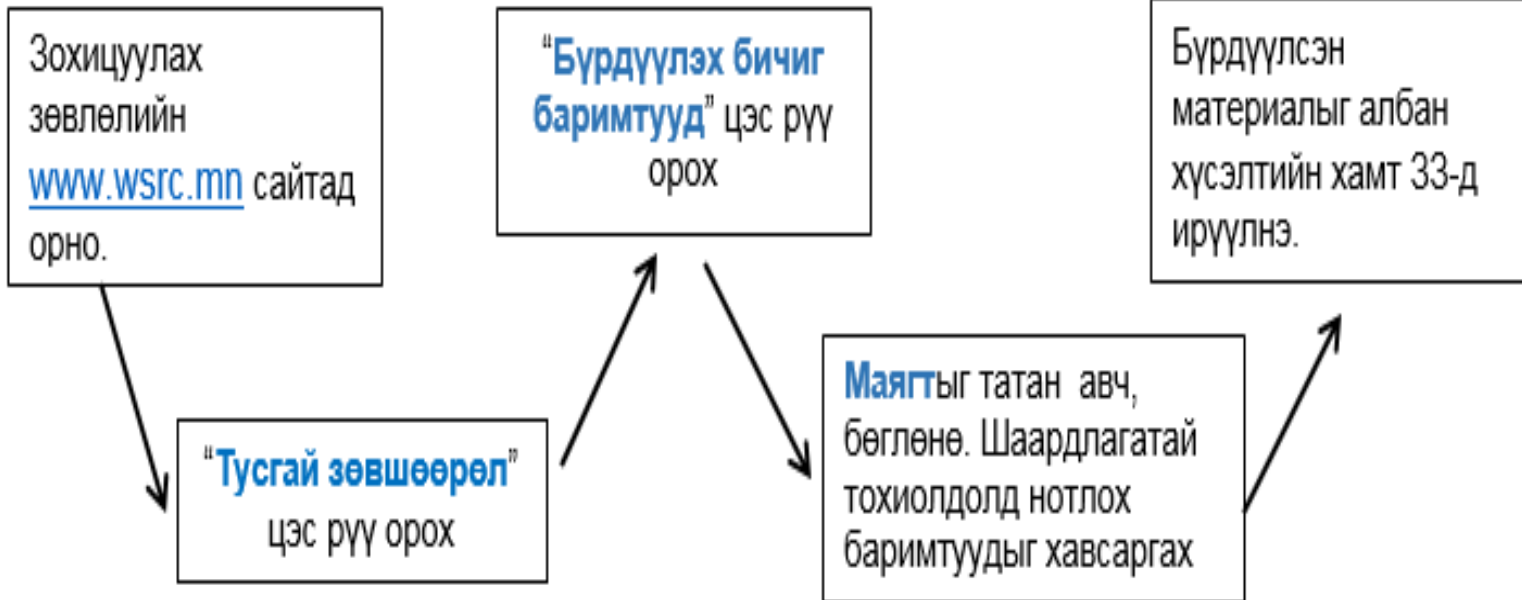 Зохицуулах
зөвлөлийн
www.wsrc.mn сайтад
орно.
“Тусгай зөвшөөрөл”
цэс рүү орох
“Бүрдүүлэх бичиг
баримтууд” цэс рүү
орох
Маягтыг татан авч,
бөглөнө. Шаардлагатай
тохиолдолд нотлох
баримтуудыг хавсаргах
Бүрдүүлсэн
материалыг албан
хүсэлтийн хамт ЗЗ-д
ирүүлнэ.